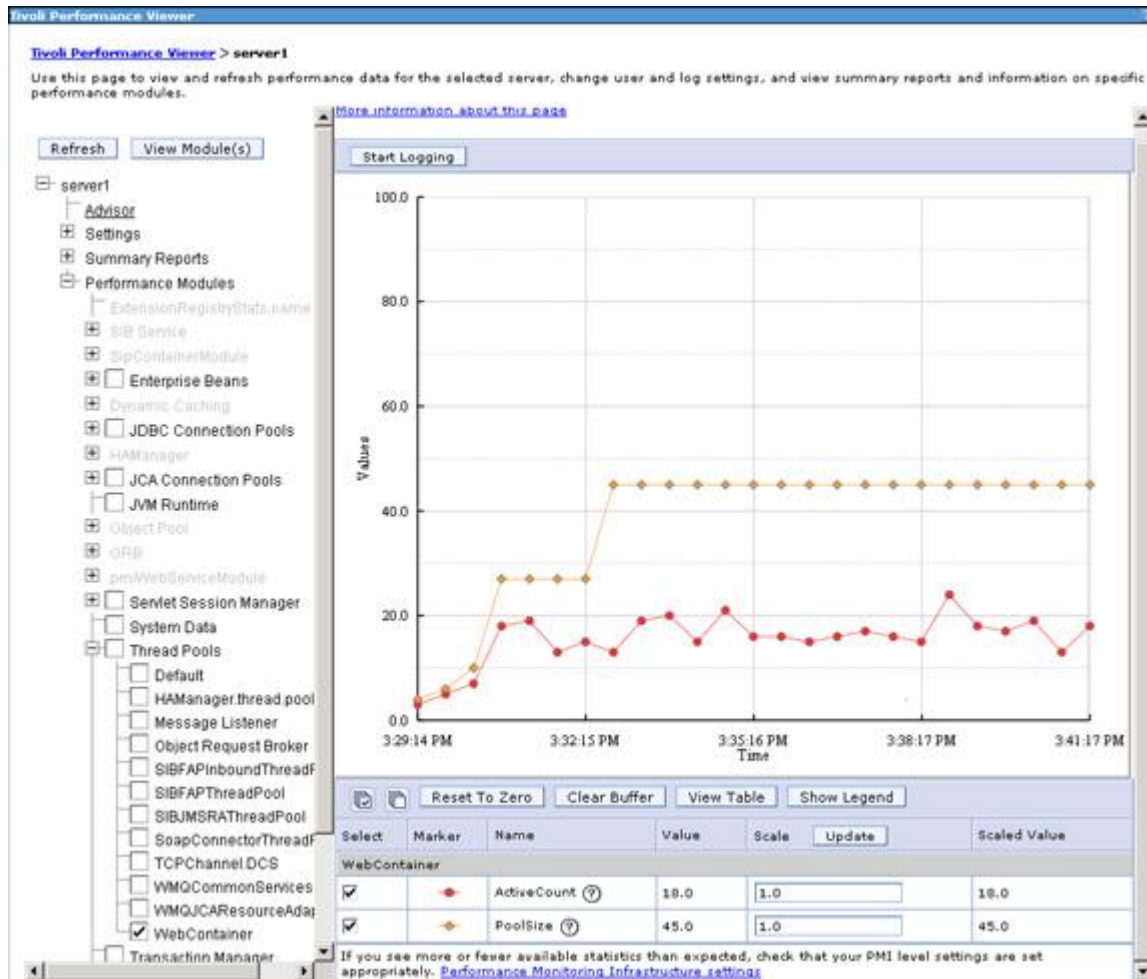 Tivoli Performance Viewer
Tivoli Performance Viewer > server1
Use this page to view and refresh performance data for the selected server, change user and log settings, and view summary reports and information on specific
performance modules.
More information about this page
Refresh
View Module(s)
server1
Advisor
Settings
Summary Reports
Performance Modules
ExtensionRegistryStats.name
SIB Service
SipContainerModule
Enterprise Beans
Dynamic Caching
JDBC Connection Pools
HAManager
JCA Connection Pools
JVM Runtime
Object Pool
ORB
pmiWebServiceModule
Servlet Session Manager
System Data
Thread Pools
Default
HAManager.thread.pool
Message Listener
Object Request Broker
SIBFAPInboundThreadP
SIBFAPThreadPool
SIBJMSRAThreadPool
SoapConnectorThreadP
TCPChannel.DCS
WMQCommonServices
WMQJCAResourceAdap
WebContainer
Transaction Manager
Start Logging
100.0
80.0
60.0
40.0
20.0
0.0
Values
3:29:14 PM 3:32:15 PM 3:35:16 PM 3:38:17 PM 3:41:17 PM
Time
Reset To Zero Clear Buffer View Table Show Legend
Select Marker Name Value Scale Update Scaled Value
WebContainer
ActiveCount ? 18.0 1.0 18.0
PoolSize ? 45.0 1.0 45.0
If you see more or fewer available statistics than expected, check that your PMI level settings are set
appropriately. Performance Monitoring Infrastructure settings